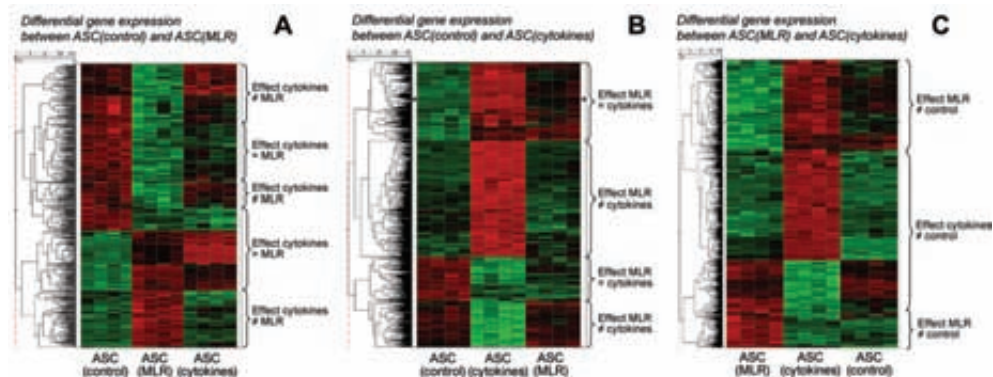 Differential gene expression
between ASC(control) and ASC(MLR)
A
Effect cytokines
# MLR
Effect cytokines
= MLR
Effect cytokines
# MLR
Effect cytokines
= MLR
Effect cytokines
# MLR
ASC
(control)
ASC
(MLR)
ASC
(cytokines)
Differential gene expression
between ASC(control) and ASC(cytokines)
B
Effect MLR
= cytokines
Effect MLR
# cytokines
Effect MLR
= cytokines
Effect MLR
# cytokines
ASC
(control)
ASC
(cytokines)
ASC
(MLR)
Differential gene expression
between ASC(MLR) and ASC(cytokines)
C
Effect MLR
# control
Effect cytokines
# control
Effect MLR
# control
ASC
(MLR)
ASC
(cytokines)
ASC
(control)